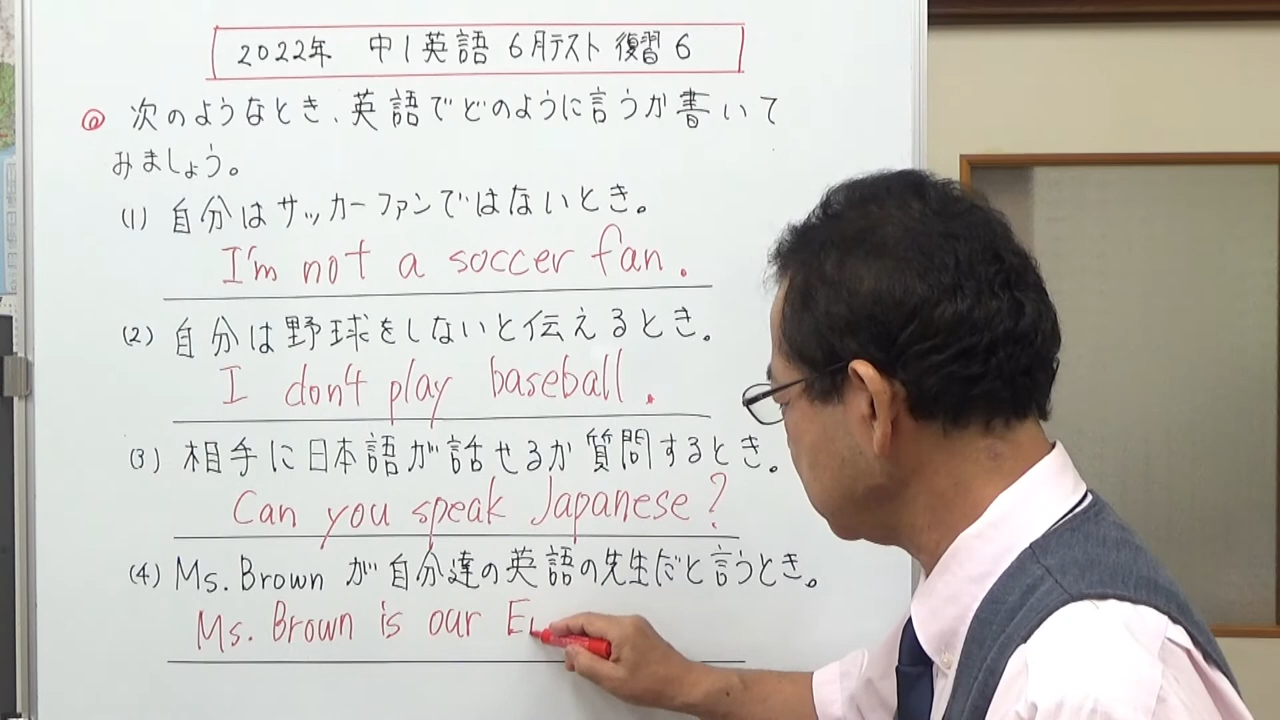 2022年 中1英語 6月テスト 復習6
◎ 次のようなとき、英語でどのように言うか書いて
みましょう。
(1) 自分はサッカーファンではないとき。
I'm not a soccer fan.
(2) 自分は野球をしないと伝えるとき。
I don't play baseball.
(3) 相手に日本語が話せるか質問するとき。
Can you speak Japanese?
(4) Ms. Brown が自分達の英語の先生だと言うとき。
Ms. Brown is our En